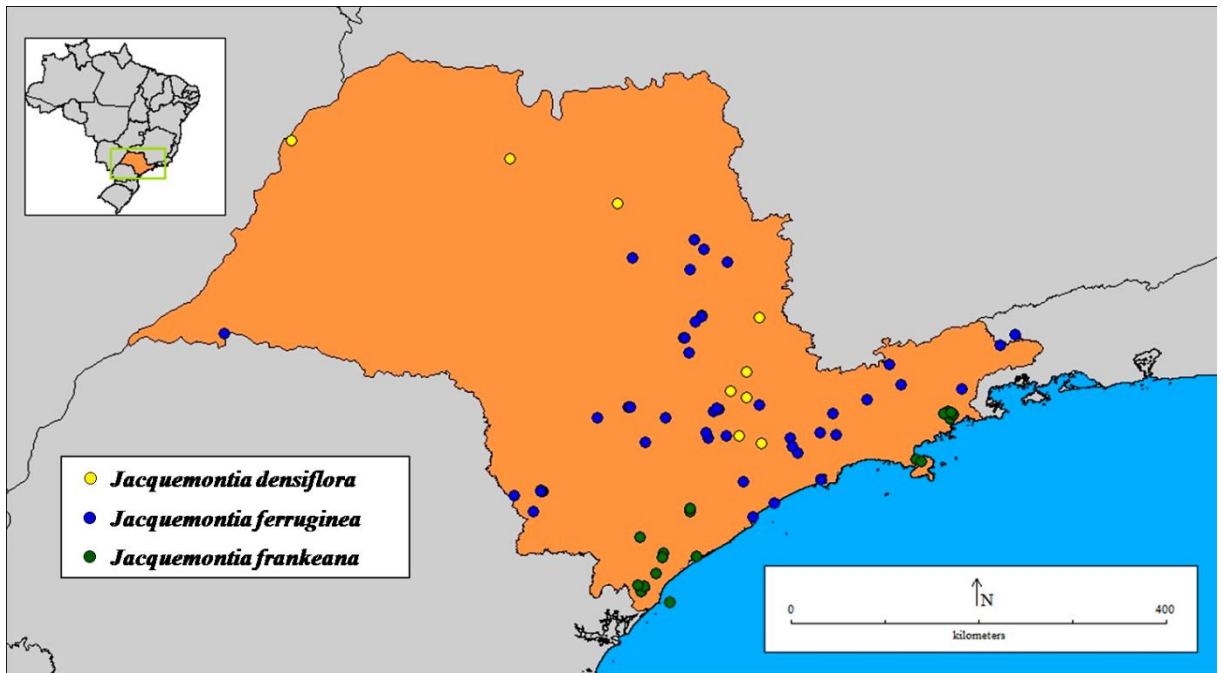 Jacquemontia densiflora
Jacquemontia ferruginea
Jacquemontia frankeana
N
0 400
kilometers